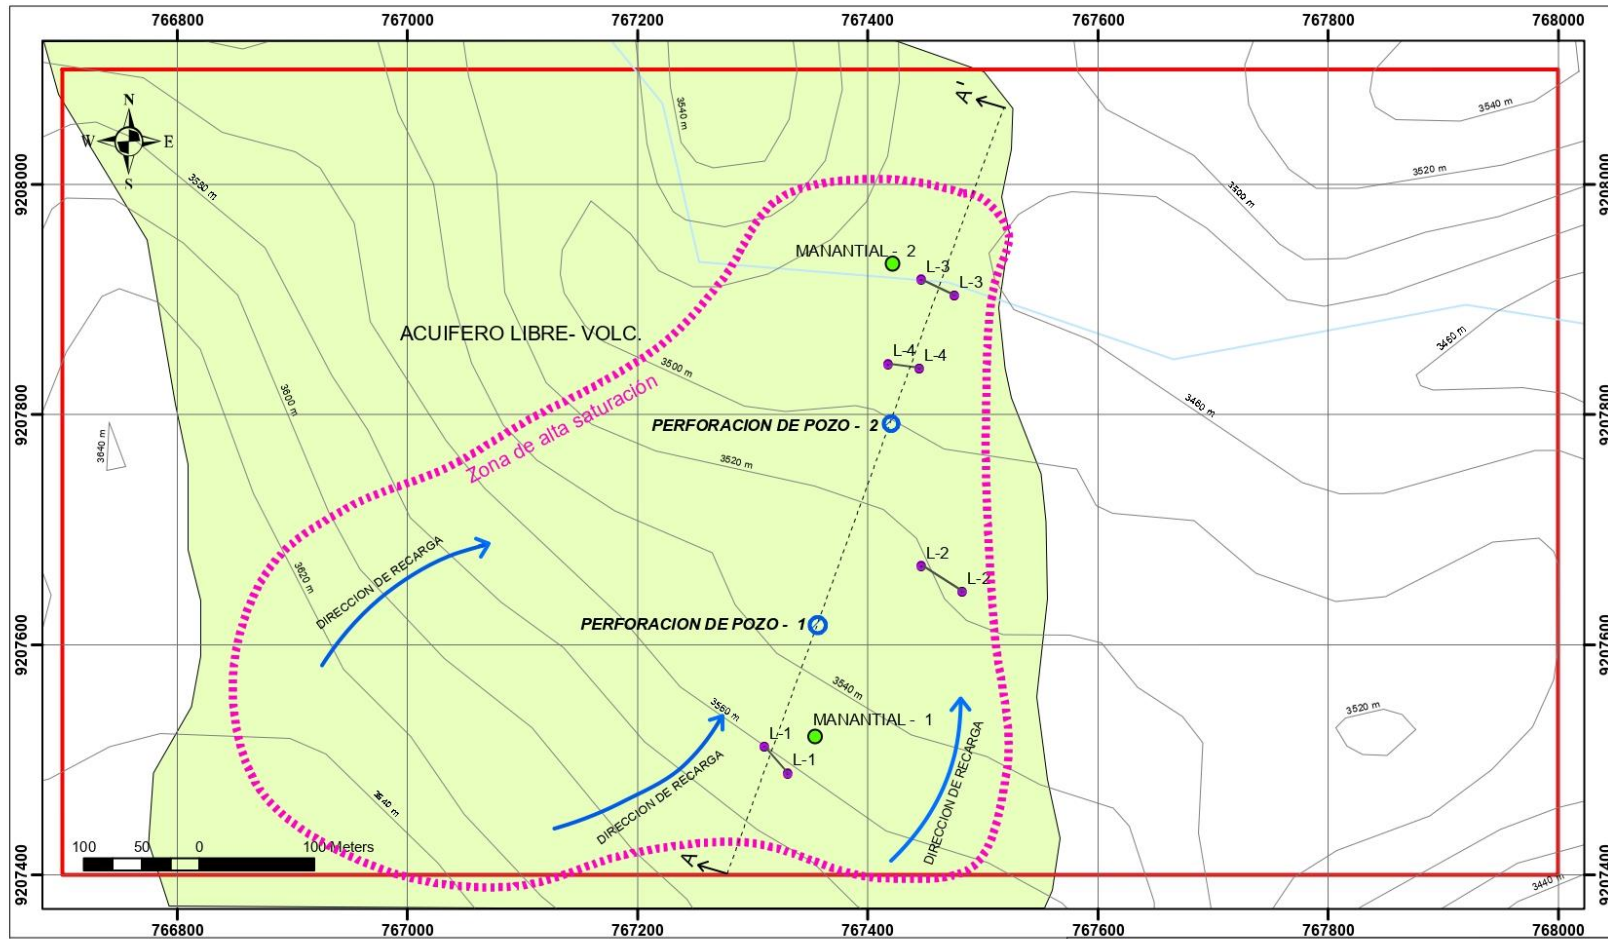 766800 767000 767200 767400 767600 767800 768000
A'
3540 m
3540 m
N
W E
S
3520 m
3580 m
3500 m
9208000 9208000
MANANTIAL - 2
L-3
L-3
ACUIFERO LIBRE- VOLC.
3460 m
L-4
L-4
3500 m
Zona de alta saturación
3600 m
3460 m
9207800 9207800
PERFORACION DE POZO - 2
3640 m
3520 m
DIRECCION DE RECARGA
L-2
L-2
3620 m
PERFORACION DE POZO - 1
9207600 9207600
3540 m
3560 m
3520 m
MANANTIAL - 1
L-1
L-1
DIRECCION DE RECARGA
DIRECCION DE RECARGA
3640 m
100 50 0 100 Meters
A
3440 m
9207400 9207400
766800 767000 767200 767400 767600 767800 768000